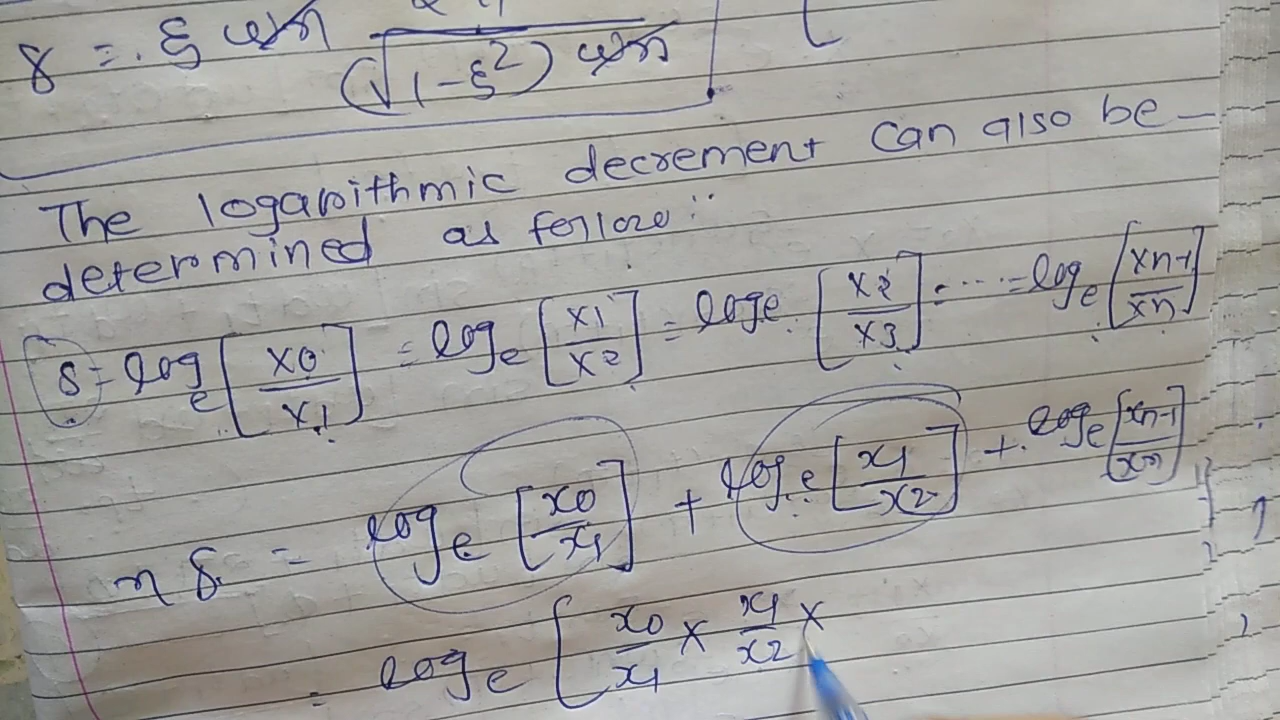 δ = ξ ωn / (√1-ξ²) ωn
The logarithmic decrement can also be
determined as follow:
δ = loge [x0/x1] = loge [x1/x2] = loge [x2/x3] = ... = loge [xn-1/xn]
nδ = loge [x0/x1] + loge [x1/x2] + loge [xn-1/xn]
loge [x0/x1 × x1/x2 ×